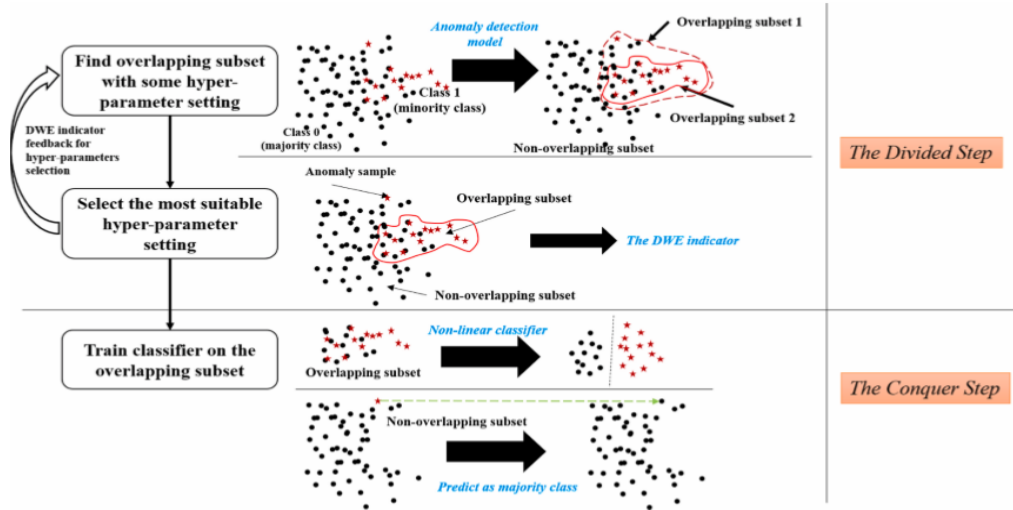 Find overlapping subset
with some hyper-
parameter setting
DWE indicator
feedback for
hyper-parameters
selection
Select the most suitable
hyper-parameter
setting
Train classifier on the
overlapping subset
Anomaly detection
model
Class 1
(minority class)
Class 0
(majority class)
Overlapping subset 1
Overlapping subset 2
Non-overlapping subset
The Divided Step
Anomaly sample
Overlapping subset
Non-overlapping subset
The DWE indicator
Overlapping subset
Non-linear classifier
Non-overlapping subset
Predict as majority class
The Conquer Step